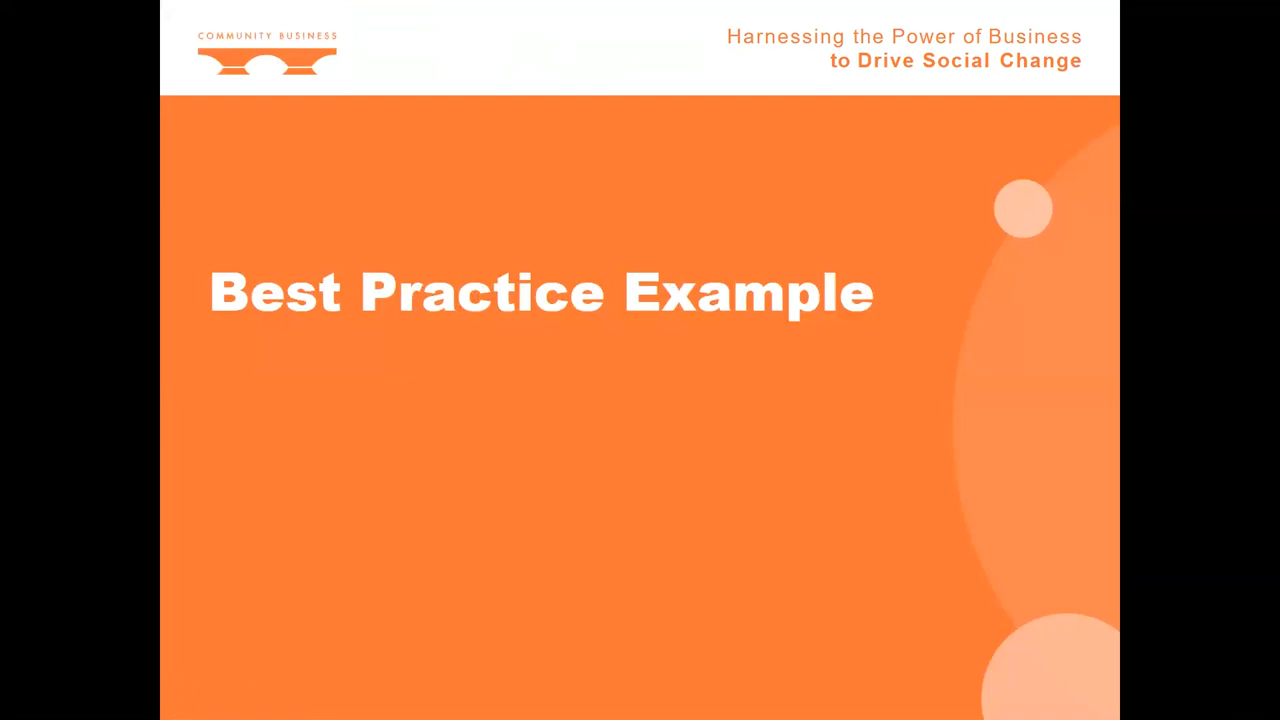 COMMUNITY BUSINESS
Harnessing the Power of Business
to Drive Social Change
Best Practice Example